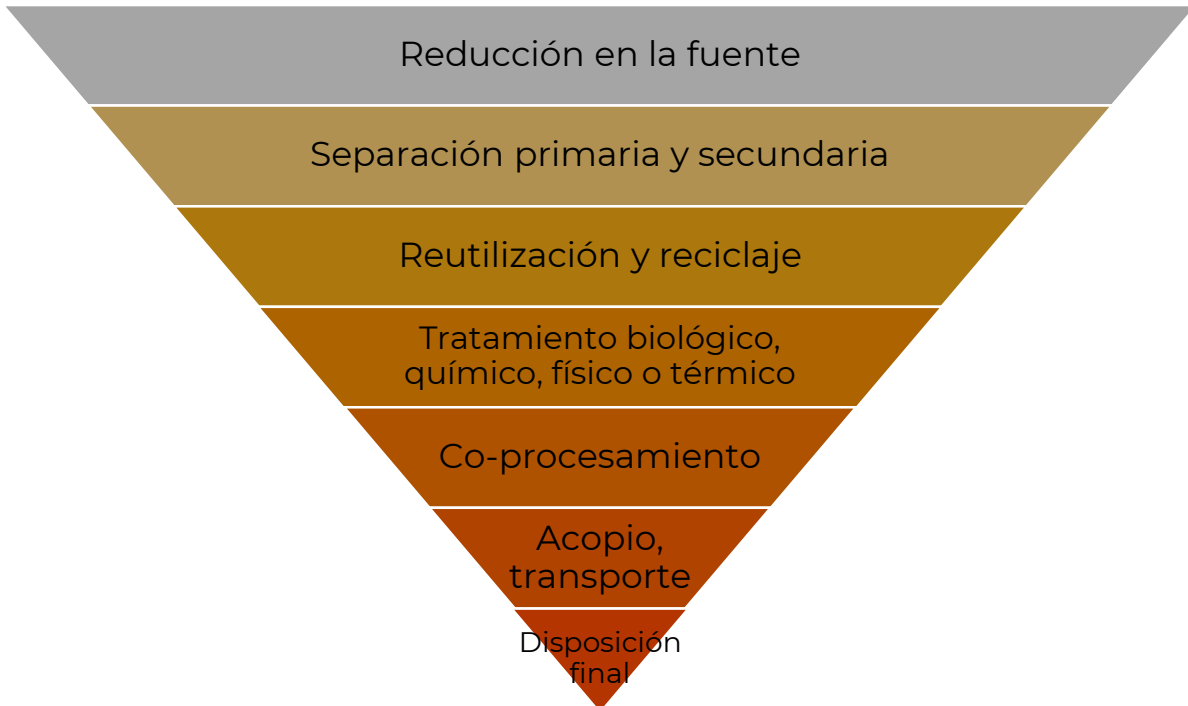 Reducción en la fuente
Separación primaria y secundaria
Reutilización y reciclaje
Tratamiento biológico,
químico, físico o térmico
Co-procesamiento
Acopio,
transporte
Disposición
final